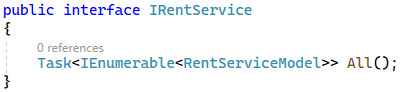 public interface IRentService
{
0 references
Task<IEnumerable<RentServiceModel>> All();
}